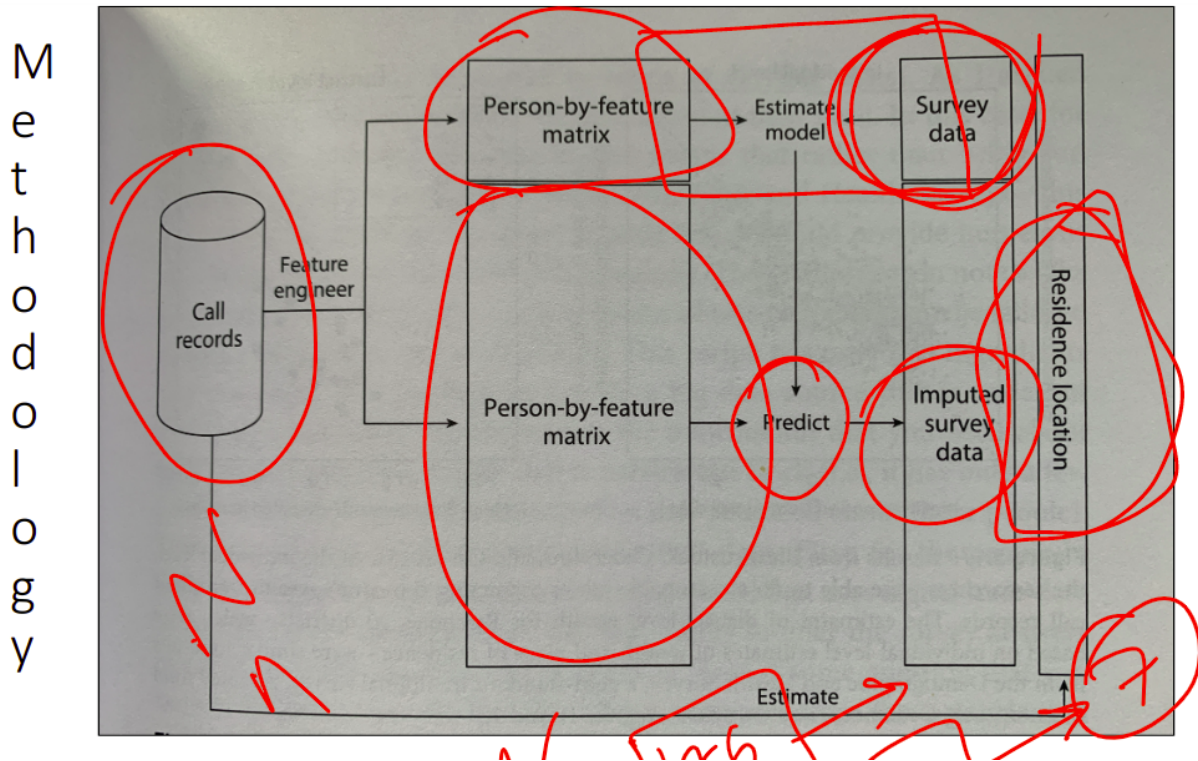 Methodology
Person-by-feature
matrix
Estimate
model
Survey
data
Feature
engineer
Call
records
Residence location
Person-by-feature
matrix
Predict
Imputed
survey
data
Estimate